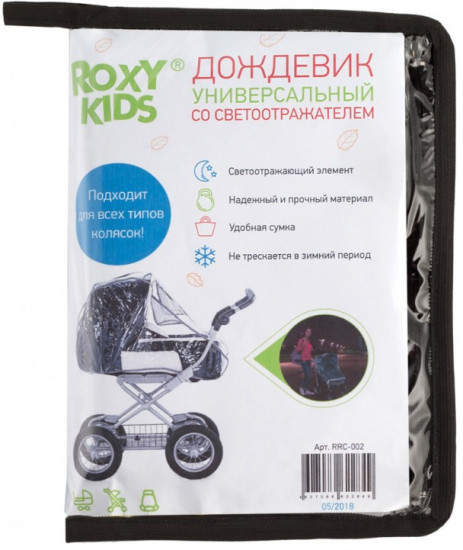 ROXY®
KIDS
ДОЖДЕВИК
УНИВЕРСАЛЬНЫЙ
СО СВЕТООТРАЖАТЕЛЕМ
Подходит
для всех типов
колясок!
Светоотражающий элемент
Надежный и прочный материал
Удобная сумка
Не трескается в зимний период
Арт. RRC-002
05/2018